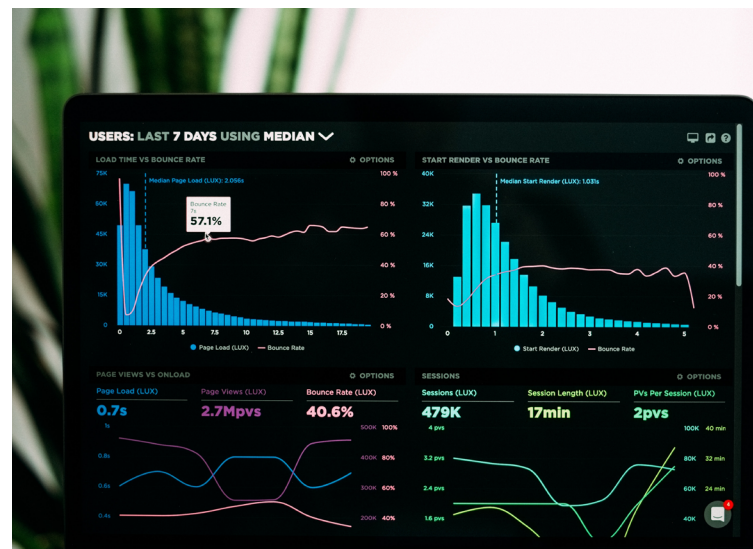 USERS: LAST 7 DAYS USING MEDIAN
LOAD TIME VS BOUNCE RATE
OPTIONS
75K
60K
45K
30K
15K
0
Median Page Load (LUX): 2.056s
Bounce Rate
7s
57.1%
100 %
80 %
60 %
40 %
20 %
0 %
0 2.5 5 7.5 10 12.5 15 17.5
Page Load (LUX) Bounce Rate
START RENDER VS BOUNCE RATE
OPTIONS
40K
32K
24K
16K
8K
0
Median Start Render (LUX): 1.031s
100 %
80 %
60 %
40 %
20 %
0 %
0 1 2 3 4 5
Start Render (LUX) Bounce Rate
PAGE VIEWS VS ONLOAD
OPTIONS
Page Load (LUX) Page Views (LUX) Bounce Rate (LUX)
0.7s 2.7Mpvs 40.6%
1s
0.8s
0.6s
0.4s
500K 100%
400K 80%
300K 60%
200K 40%
SESSIONS
OPTIONS
Sessions (LUX) Session Length (LUX) PVs Per Session (LUX)
479K 17min 2pvs
4 pvs
3.2 pvs
2.4 pvs
1.6 pvs
100K 40 min
80K 32 min
60K 24 min
40K
4